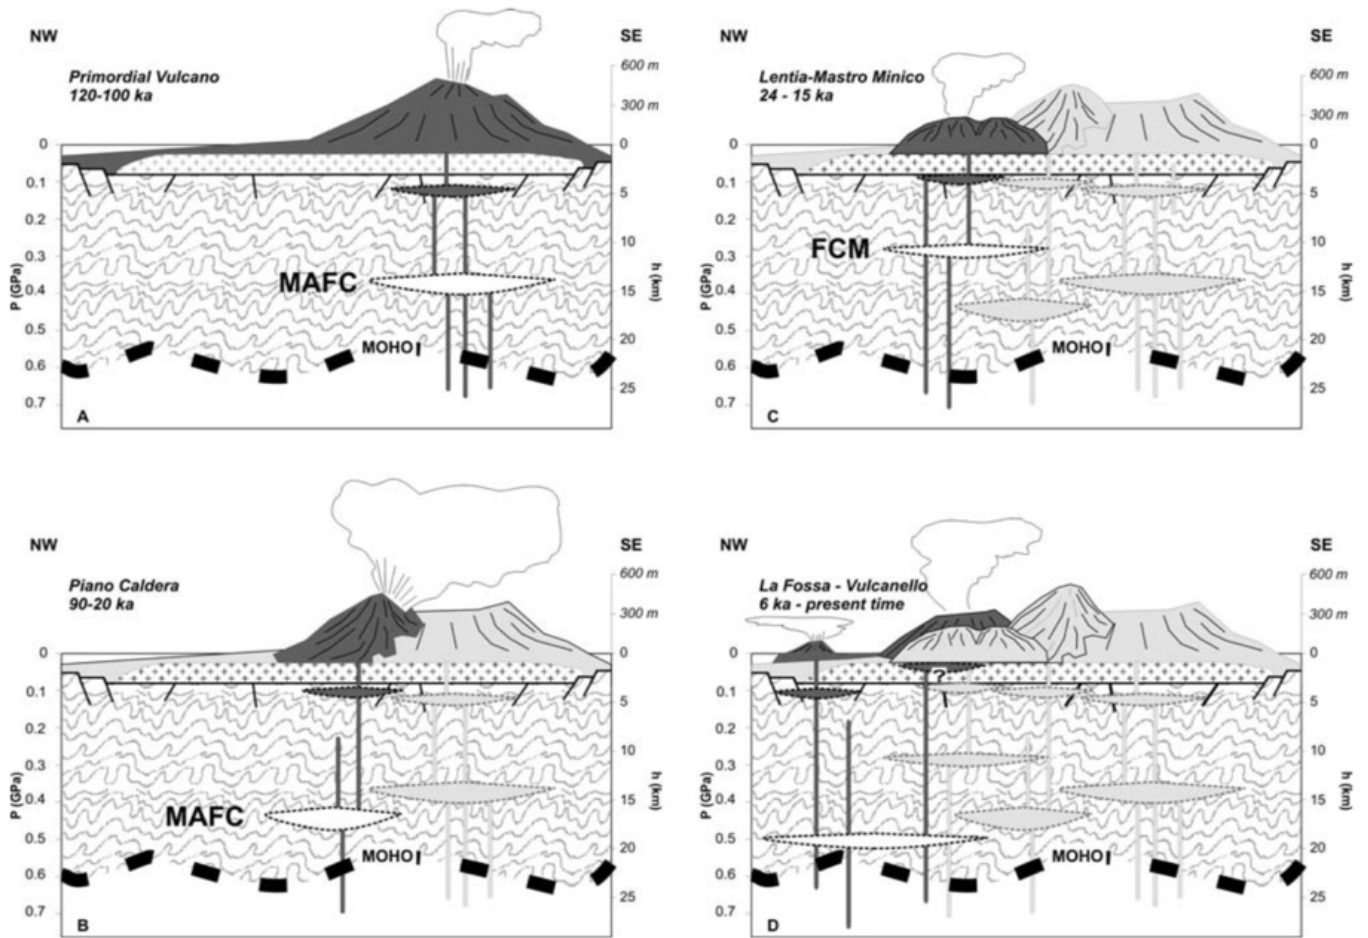 NW
SE
Primordial Vulcano
120-100 ka
600 m
300 m
0
0
0.1
0.2
0.3
0.4
0.5
0.6
0.7
P (GPa)
5
10
15
20
25
h (km)
MAFC
MOHO
A
NW
SE
Lentia-Mastro Minico
24 - 15 ka
600 m
300 m
0
0
0.1
0.2
0.3
0.4
0.5
0.6
0.7
P (GPa)
5
10
15
20
25
h (km)
FCM
MOHO
C
NW
SE
Piano Caldera
90-20 ka
600 m
300 m
0
0
0.1
0.2
0.3
0.4
0.5
0.6
0.7
P (GPa)
5
10
15
20
25
h (km)
MAFC
MOHO
B
NW
SE
La Fossa - Vulcanello
6 ka - present time
600 m
300 m
0
0
?
0.1
0.2
0.3
0.4
0.5
0.6
0.7
P (GPa)
5
10
15
20
25
h (km)
MOHO
D